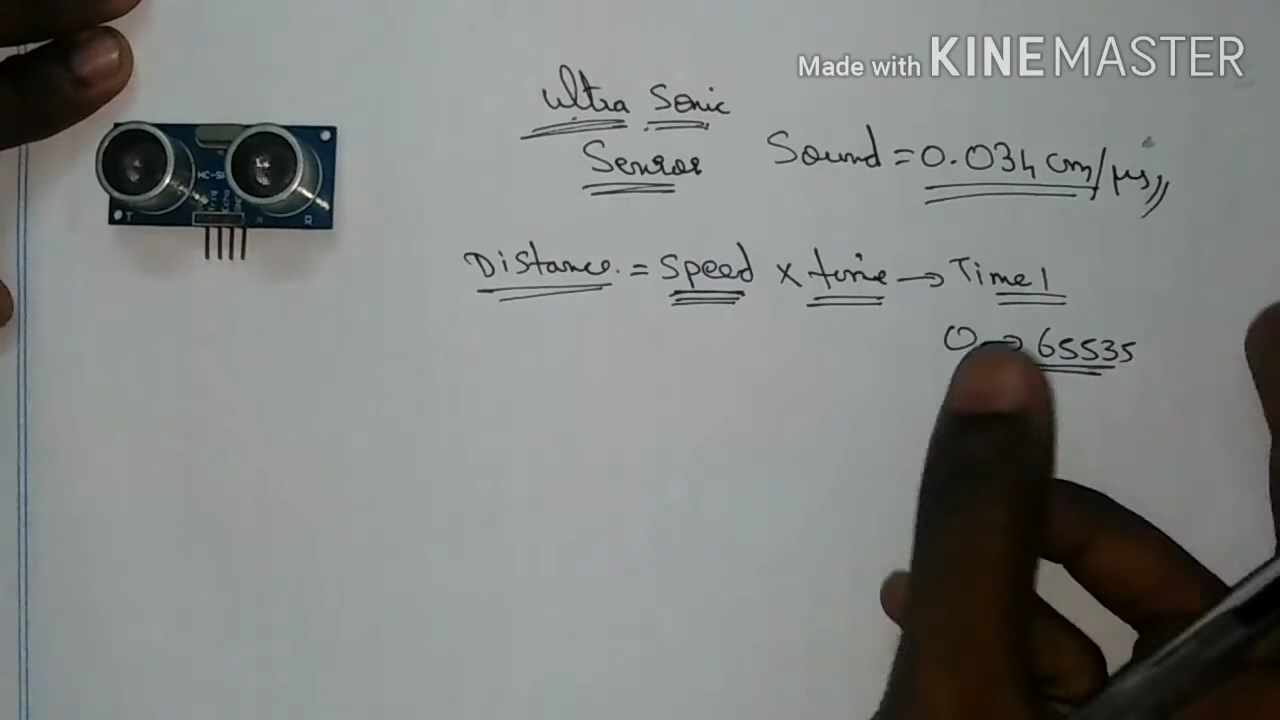 Made with KINEMASTER
Ultra Sonic
Sensor
Sound = 0.034 cm/μs
Distance = Speed x time → Time1
0 → 65535
HC-SR
Trig
T
R